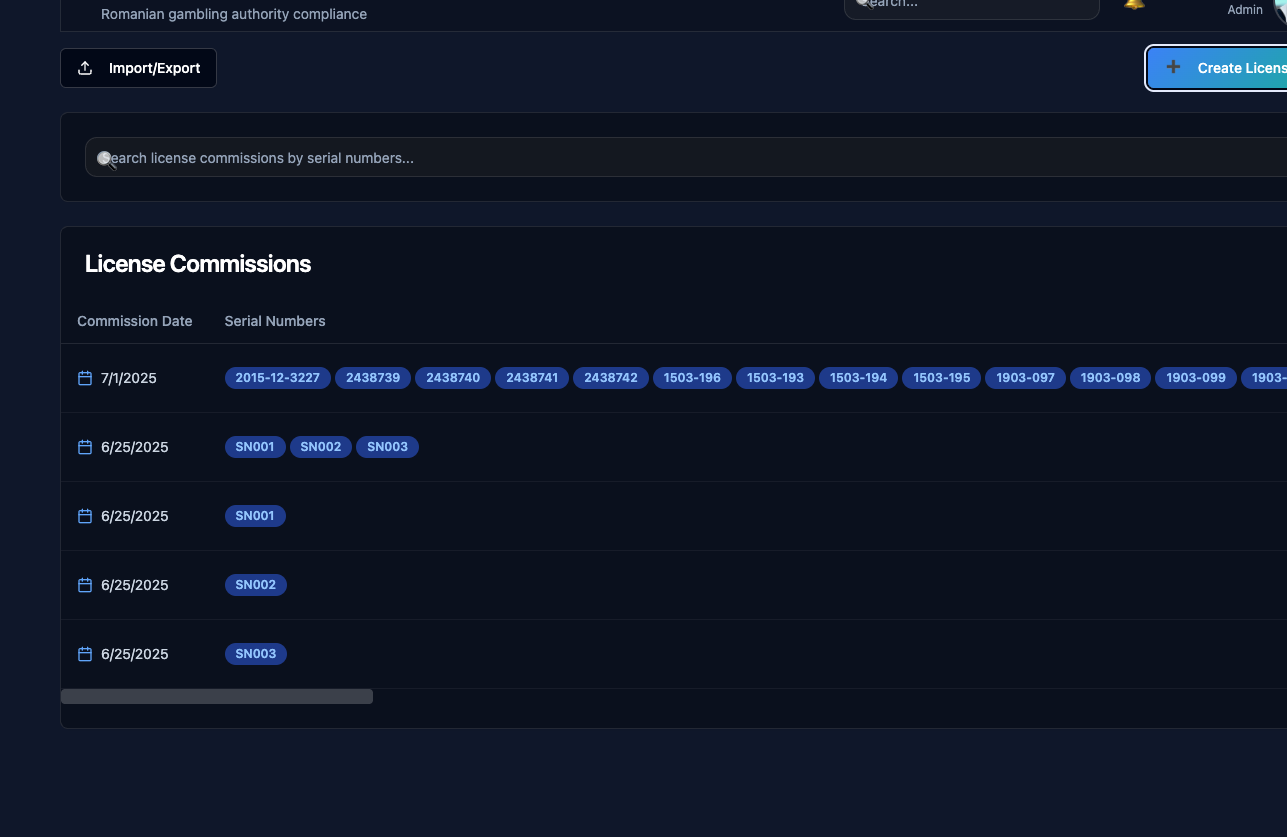 Romanian gambling authority compliance
Search...
Admin
Import/Export
Create Licens
Search license commissions by serial numbers...
License Commissions
Commission Date Serial Numbers
7/1/2025 2015-12-3227 2438739 2438740 2438741 2438742 1503-196 1503-193 1503-194 1503-195 1903-097 1903-098 1903-099 1903-
6/25/2025 SN001 SN002 SN003
6/25/2025 SN001
6/25/2025 SN002
6/25/2025 SN003